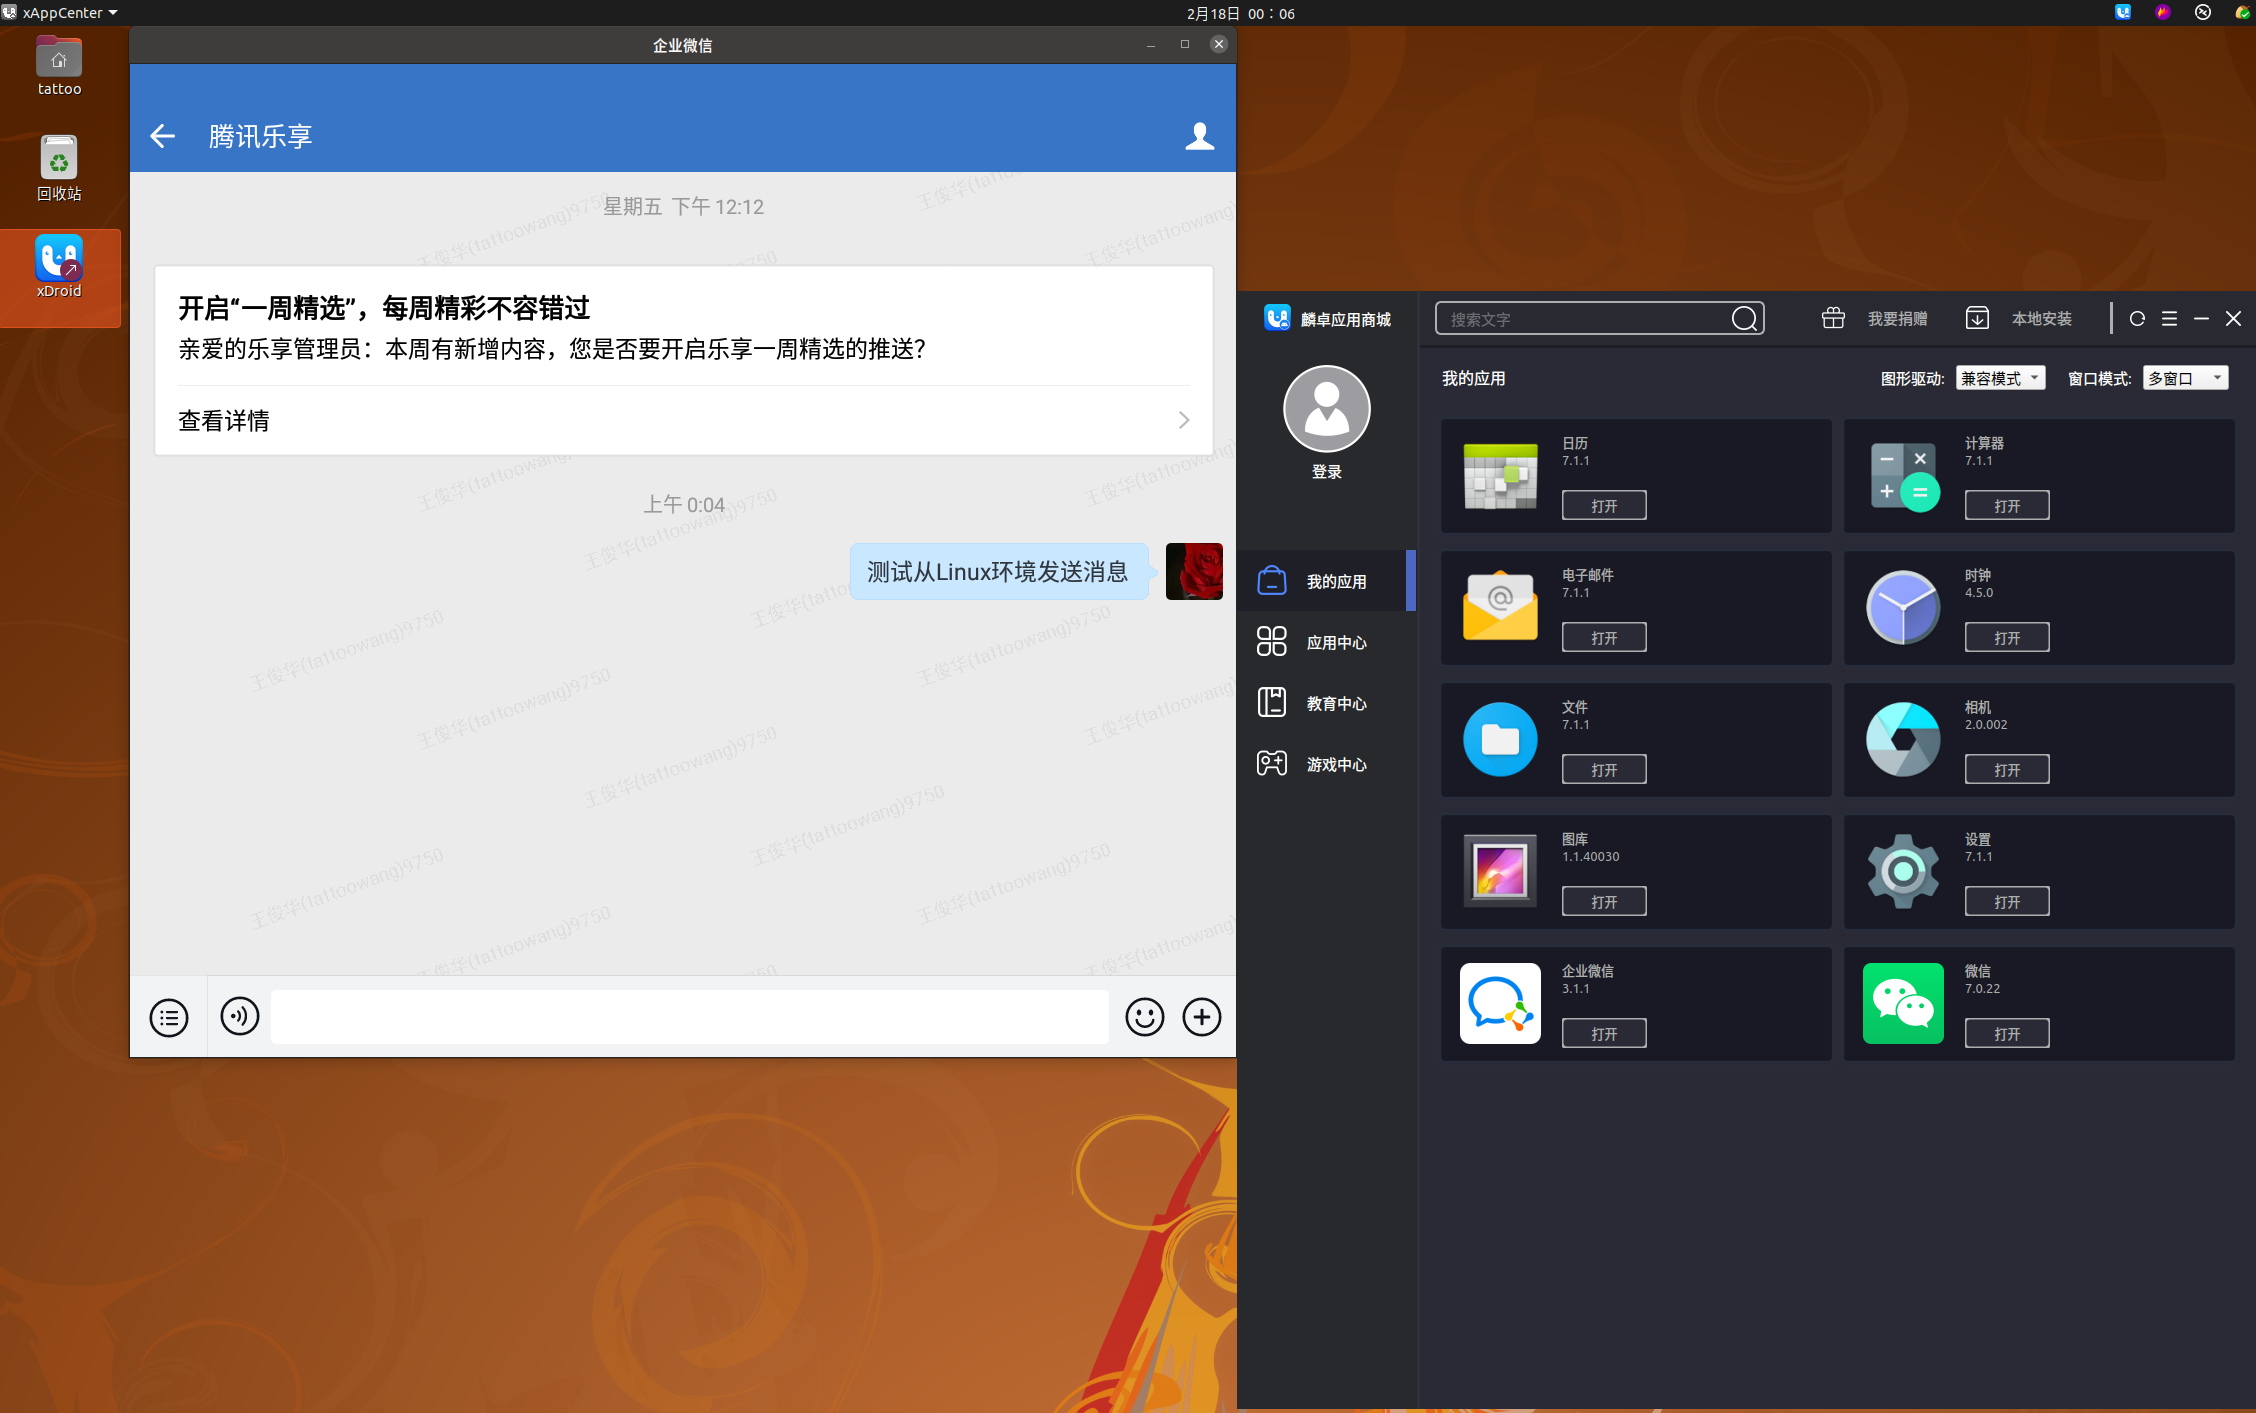 xAppCenter
2月18日 00：06
tattoo
回收站
xDroid
企业微信
腾讯乐享
星期五 下午 12:12
开启“一周精选”，每周精彩不容错过
亲爱的乐享管理员：本周有新增内容，您是否要开启乐享一周精选的推送？
查看详情
上午 0:04
测试从Linux环境发送消息
王俊华(tattoowang)9750
麟卓应用商城
登录
我的应用
应用中心
教育中心
游戏中心
搜索文字
我要捐赠
本地安装
我的应用
图形驱动: 兼容模式
窗口模式: 多窗口
日历
7.1.1
打开
计算器
7.1.1
打开
电子邮件
7.1.1
打开
时钟
4.5.0
打开
文件
7.1.1
打开
相机
2.0.002
打开
图库
1.1.40030
打开
设置
7.1.1
打开
企业微信
3.1.1
打开
微信
7.0.22
打开